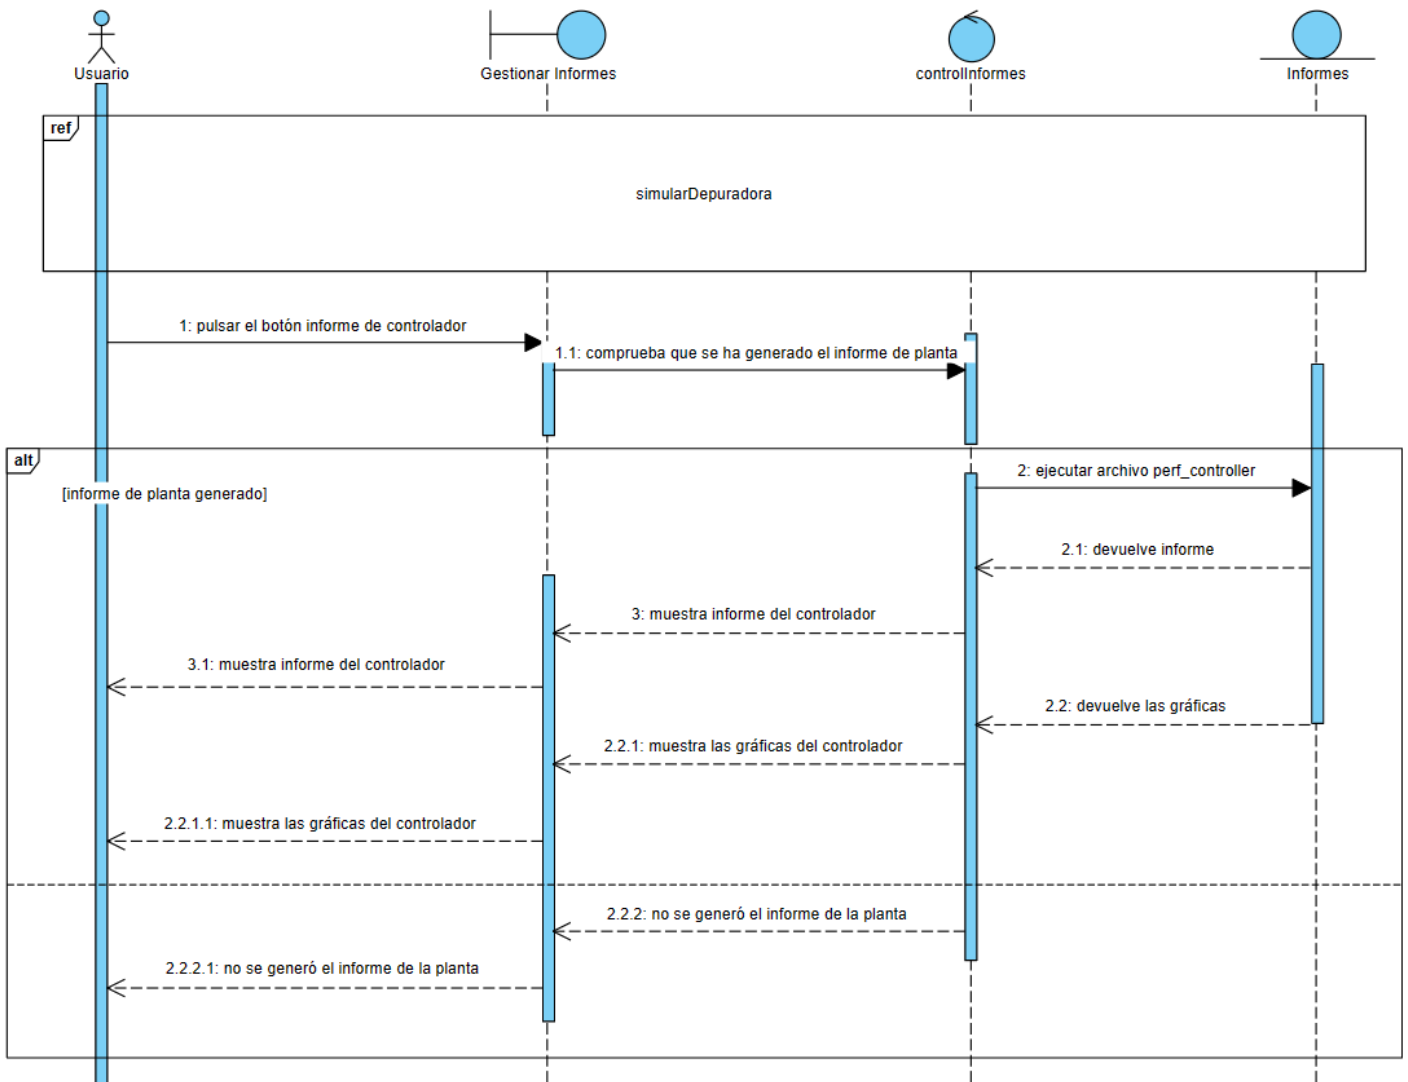 Usuario
Gestionar Informes
controlInformes
Informes
ref
simularDepuradora
1: pulsar el botón informe de controlador
1.1: comprueba que se ha generado el informe de planta
alt
2: ejecutar archivo perf_controller
[informe de planta generado]
2.1: devuelve informe
3: muestra informe del controlador
3.1: muestra informe del controlador
2.2: devuelve las gráficas
2.2.1: muestra las gráficas del controlador
2.2.1.1: muestra las gráficas del controlador
2.2.2: no se generó el informe de la planta
2.2.2.1: no se generó el informe de la planta